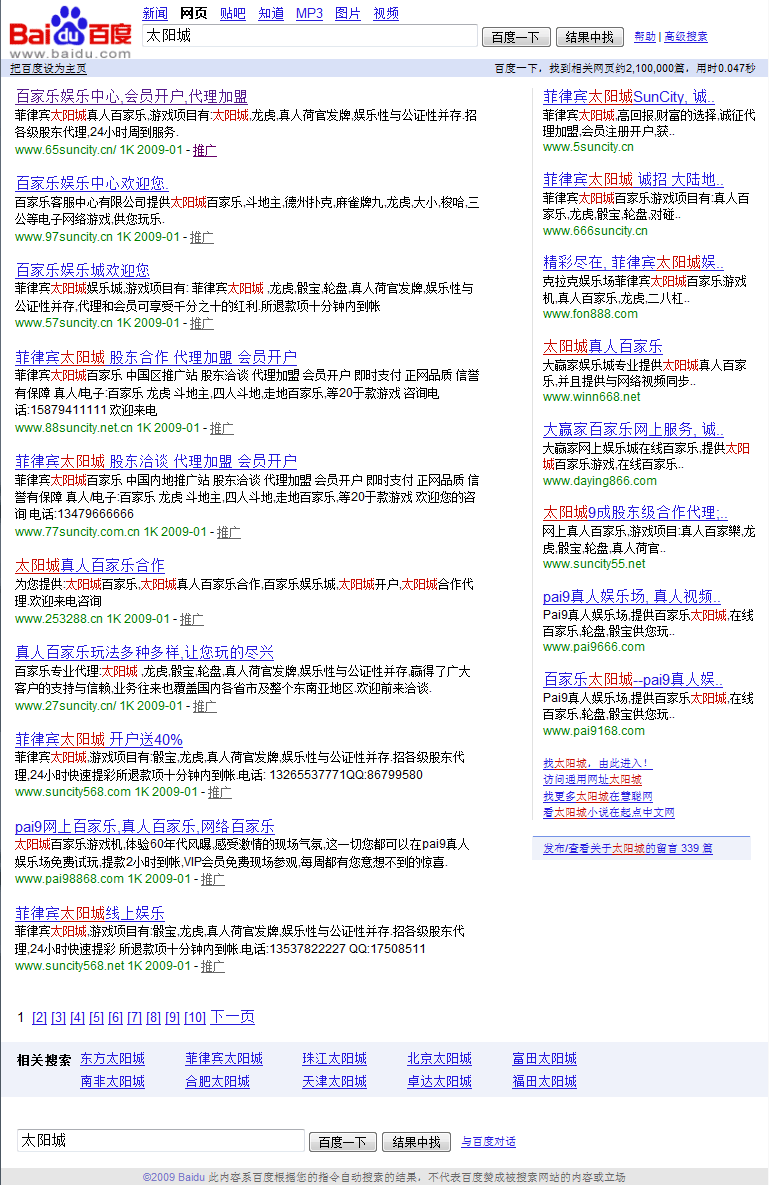 新闻 网页 贴吧 知道 MP3 图片 视频
Bai du 百度
www.baidu.com
太阳城 百度一下 结果中找 帮助 | 高级搜索
把百度设为主页 百度一下，找到相关网页约2,100,000篇，用时0.047秒
百家乐娱乐中心,会员开户,代理加盟
菲律宾太阳城真人百家乐,游戏项目有:太阳城,龙虎,真人荷官发牌,娱乐性与公证性并存.招
各级股东代理,24小时周到服务.
www.65suncity.cn/ 1K 2009-01 - 推广
百家乐娱乐中心欢迎您.
百家乐客服中心有限公司提供太阳城百家乐,斗地主,德州扑克,麻雀牌九,龙虎,大小,梭哈,三
公等电子网络游戏,供您玩乐.
www.97suncity.cn 1K 2009-01 - 推广
百家乐娱乐城欢迎您
菲律宾太阳城娱乐城,游戏项目有: 菲律宾太阳城 ,龙虎,骰宝,轮盘,真人荷官发牌,娱乐性与
公证性并存,代理和会员可享受千分之十的红利.所退款项十分钟内到帐
www.57suncity.cn 1K 2009-01 - 推广
菲律宾太阳城 股东合作 代理加盟 会员开户
菲律宾太阳城百家乐 中国区推广站 股东洽谈 代理加盟 会员开户 即时支付 正网品质 信誉
有保障 真人/电子:百家乐 龙虎 斗地主,四人斗地,走地百家乐,等20于款游戏 咨询电
话:15879411111 欢迎来电
www.88suncity.net.cn 1K 2009-01 - 推广
菲律宾太阳城 股东洽谈 代理加盟 会员开户
菲律宾太阳城百家乐 中国内地推广站 股东洽谈 代理加盟 会员开户 即时支付 正网品质 信
誉有保障 真人/电子:百家乐 龙虎 斗地主,四人斗地,走地百家乐,等20于款游戏 欢迎您的咨
询 电话:13479666666
www.77suncity.com.cn 1K 2009-01 - 推广
太阳城真人百家乐合作
为您提供:太阳城百家乐,太阳城真人百家乐合作,百家乐娱乐城,太阳城开户,太阳城合作代
理.欢迎来电咨询
www.253288.cn 1K 2009-01 - 推广
真人百家乐玩法多种多样,让您玩的尽兴
百家乐专业代理:太阳城 ,龙虎,骰宝,轮盘,真人荷官发牌,娱乐性与公证性并存,赢得了广大
客户的支持与信赖,业务往来也覆盖国内各省市及整个东南亚地区.欢迎前来洽谈.
www.27suncity.cn/ 1K 2009-01 - 推广
菲律宾太阳城 开户送40%
菲律宾太阳城,游戏项目有:骰宝,龙虎,真人荷官发牌,娱乐性与公证性并存.招各级股东代
理,24小时快速提彩所退款项十分钟内到帐.电话: 13265537771QQ:86799580
www.suncity568.com 1K 2009-01 - 推广
pai9网上百家乐,真人百家乐,网络百家乐
太阳城百家乐游戏机,体验60年代风曝,感受激情的现场气氛,这一切您都可以在pai9真人
娱乐场免费试玩,提款2小时到帐,VIP会员免费现场参观,每周都有您意想不到的惊喜.
www.pai98868.com 1K 2009-01 - 推广
菲律宾太阳城线上娱乐
菲律宾太阳城,游戏项目有:骰宝,龙虎,真人荷官发牌,娱乐性与公证性并存.招各级股东代
理,24小时快速提彩 所退款项十分钟内到帐.电话:13537822227 QQ:17508511
www.suncity568.net 1K 2009-01 - 推广
菲律宾太阳城SunCity, 诚..
菲律宾太阳城,高回报,财富的选择,诚征代
理加盟,会员注册开户,获..
www.5suncity.cn
菲律宾太阳城 诚招 大陆地..
菲律宾太阳城百家乐游戏项目有:真人百
家乐,龙虎,骰宝,轮盘,对碰..
www.666suncity.cn
精彩尽在, 菲律宾太阳城娱..
克拉克娱乐场菲律宾太阳城百家乐游戏
机,真人百家乐,龙虎,二八杠..
www.fon888.com
太阳城真人百家乐
大赢家娱乐城专业提供太阳城真人百家
乐,并且提供与网络视频同步..
www.winn668.net
大赢家百家乐网上服务, 诚..
大赢家网上娱乐城在线百家乐,提供太阳
城百家乐游戏,在线百家乐..
www.daying866.com
太阳城9成股东级合作代理;..
网上真人百家乐,游戏项目:真人百家樂,龙
虎,骰宝,轮盘,真人荷官..
www.suncity55.net
pai9真人娱乐场, 真人视频..
Pai9真人娱乐场,提供百家乐太阳城,在线
百家乐,轮盘.骰宝供您玩..
www.pai9666.com
百家乐太阳城--pai9真人娱..
Pai9真人娱乐场,提供百家乐太阳城,在线
百家乐,轮盘.骰宝供您玩..
www.pai9168.com
找太阳城，由此进入！
访问通用网址太阳城
找更多太阳城在慧聪网
看太阳城小说在起点中文网
发布/查看关于太阳城的留言 339 篇
1 [2] [3] [4] [5] [6] [7] [8] [9] [10] 下一页
相关搜索 东方太阳城 菲律宾太阳城 珠江太阳城 北京太阳城 富田太阳城
南非太阳城 合肥太阳城 天津太阳城 卓达太阳城 福田太阳城
太阳城 百度一下 结果中找 与百度对话
©2009 Baidu 此内容系百度根据您的指令自动搜索的结果，不代表百度赞成被搜索网站的内容或立场